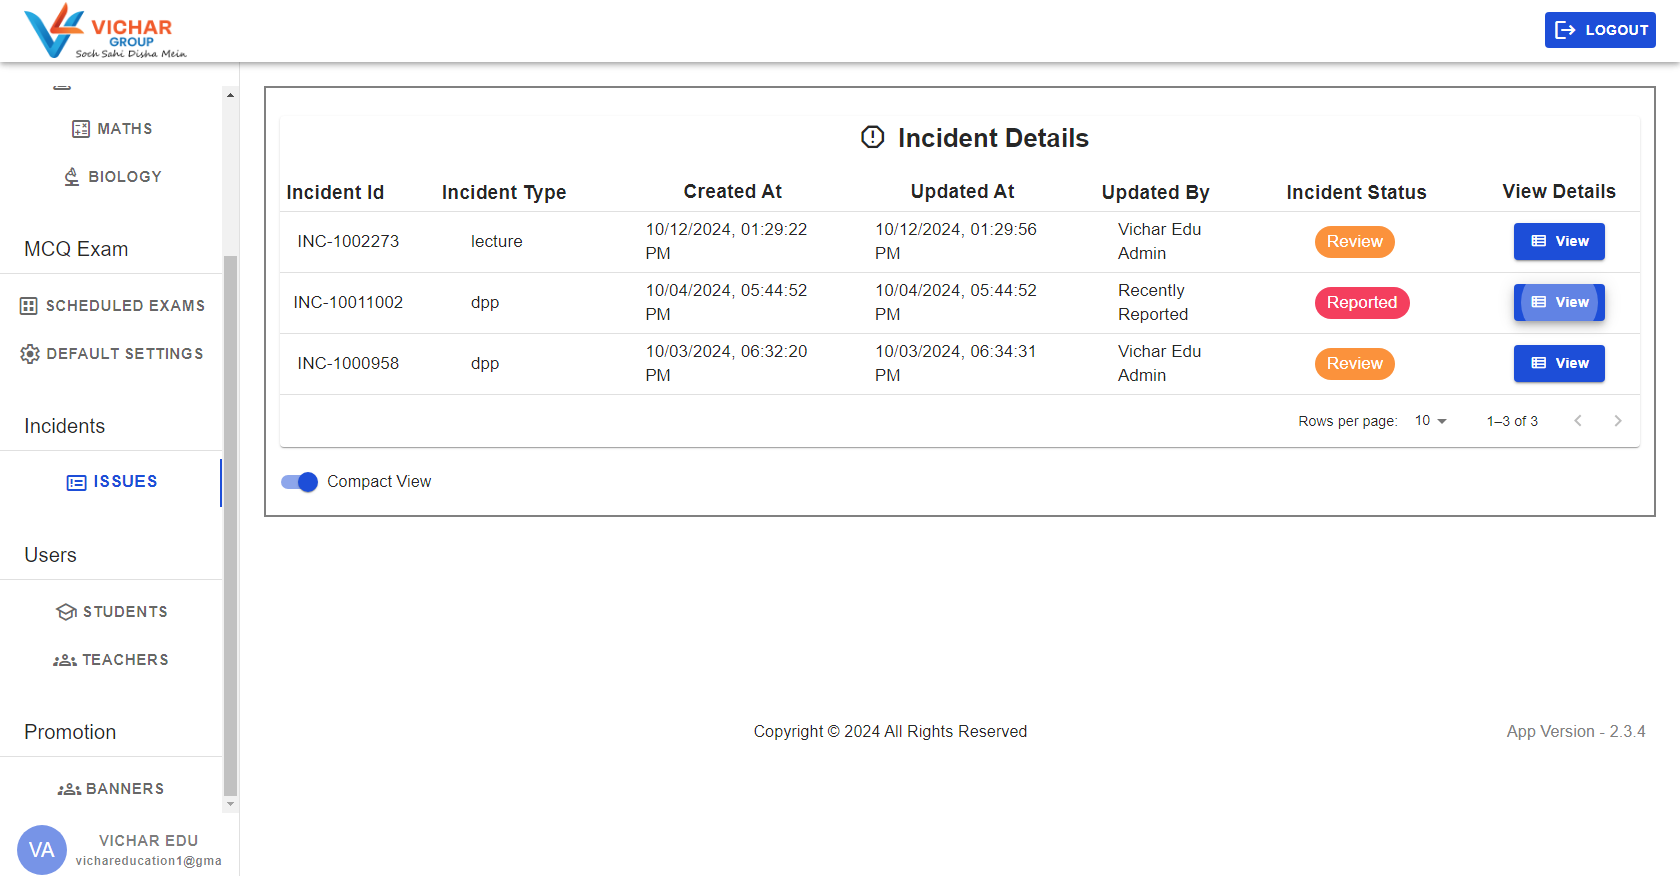 VICHAR
GROUP
Soch Sahi Disha Mein
LOGOUT
MATHS
BIOLOGY
MCQ Exam
SCHEDULED EXAMS
DEFAULT SETTINGS
Incidents
ISSUES
Users
STUDENTS
TEACHERS
Promotion
BANNERS
VA
VICHAR EDU
vichareducation1@gma
Incident Details
Incident Id Incident Type Created At Updated At Updated By Incident Status View Details
INC-1002273 lecture 10/12/2024, 01:29:22 PM 10/12/2024, 01:29:56 PM Vichar Edu Admin Review View
INC-10011002 dpp 10/04/2024, 05:44:52 PM 10/04/2024, 05:44:52 PM Recently Reported Reported View
INC-1000958 dpp 10/03/2024, 06:32:20 PM 10/03/2024, 06:34:31 PM Vichar Edu Admin Review View
Rows per page: 10 1–3 of 3
Compact View
Copyright © 2024 All Rights Reserved
App Version - 2.3.4